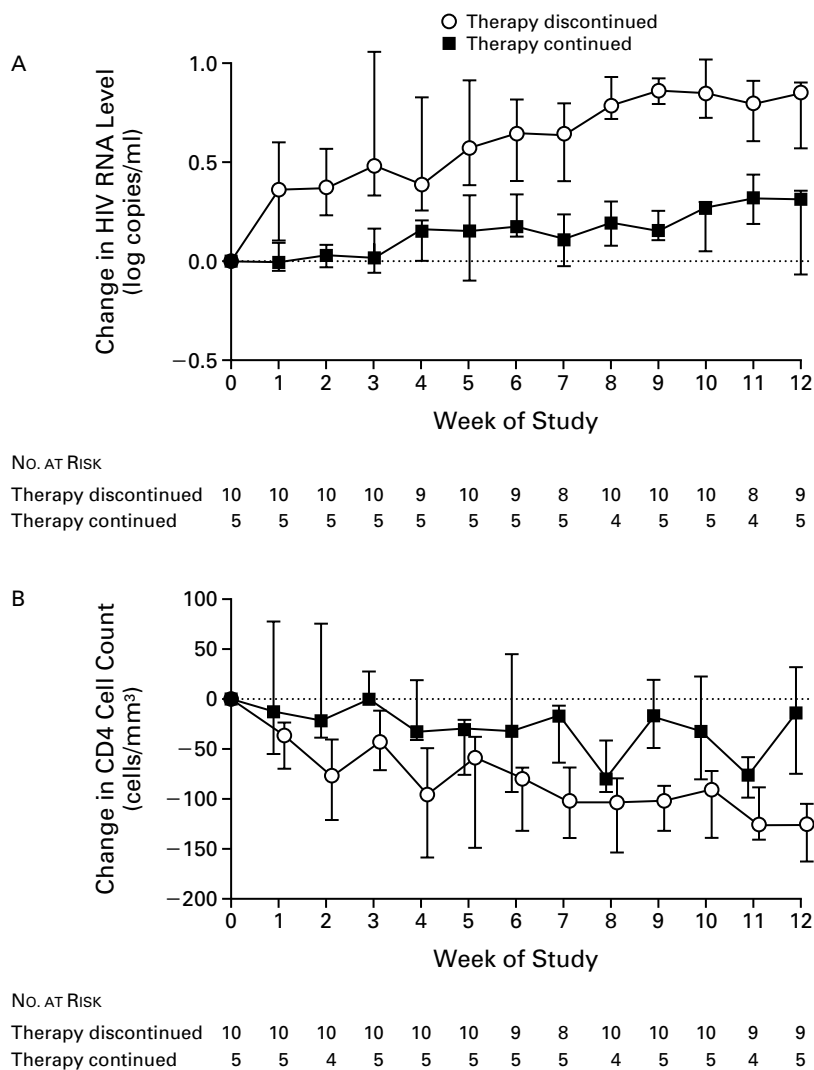 Therapy discontinued
Therapy continued
A
Change in HIV RNA Level
(log copies/ml)
1.0
0.5
0.0
−0.5
0 1 2 3 4 5 6 7 8 9 10 11 12
Week of Study
NO. AT RISK
Therapy discontinued 10 10 10 10 9 10 9 8 10 10 10 8 9
Therapy continued 5 5 5 5 5 5 5 5 4 5 5 4 5
B
Change in CD4 Cell Count
(cells/mm³)
100
50
0
−50
−100
−150
−200
0 1 2 3 4 5 6 7 8 9 10 11 12
Week of Study
NO. AT RISK
Therapy discontinued 10 10 10 10 10 10 9 8 10 10 10 9 9
Therapy continued 5 5 4 5 5 5 5 5 4 5 5 4 5